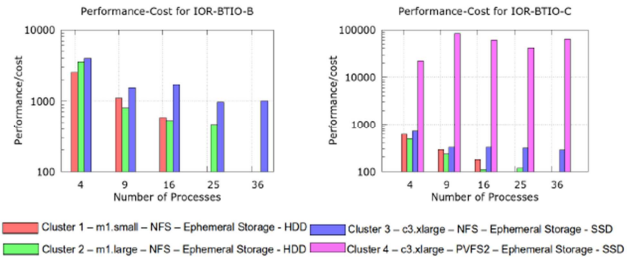 Performance-Cost for IOR-BTIO-B
Performance/cost
10000
1000
100
4 9 16 25 36
Number of Processes
Performance-Cost for IOR-BTIO-C
Performance/cost
100000
10000
1000
100
4 9 16 25 36
Number of Processes
Cluster 1 – m1.small – NFS – Ephemeral Storage - HDD
Cluster 2 – m1.large – NFS – Ephemeral Storage - HDD
Cluster 3 – c3.xlarge – NFS – Ephemeral Storage - SSD
Cluster 4 – c3.xlarge – PVFS2 – Ephemeral Storage - SSD